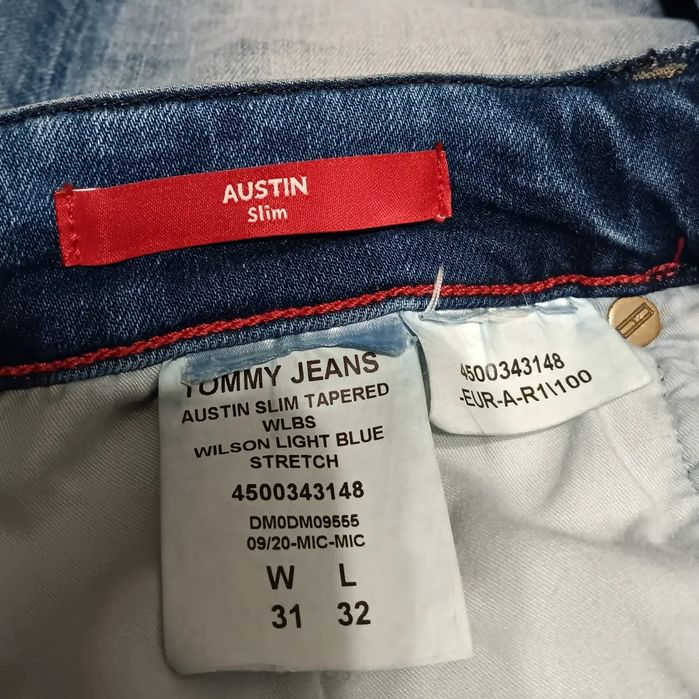 AUSTIN
Slim
TOMMY JEANS
AUSTIN SLIM TAPERED
WLBS
WILSON LIGHT BLUE
STRETCH
4500343148
DM0DM09555
09/20-MIC-MIC
W L
31 32
4500343148
-EUR-A-R1\100